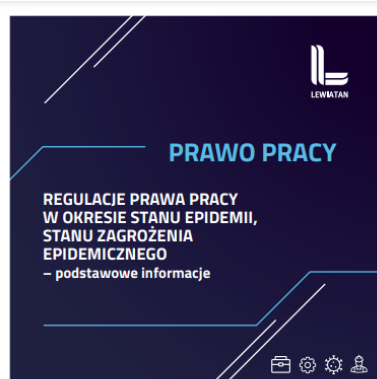 LEWIATAN
PRAWO PRACY
REGULACJE PRAWA PRACY
W OKRESIE STANU EPIDEMII,
STANU ZAGROŻENIA
EPIDEMICZNEGO
– podstawowe informacje